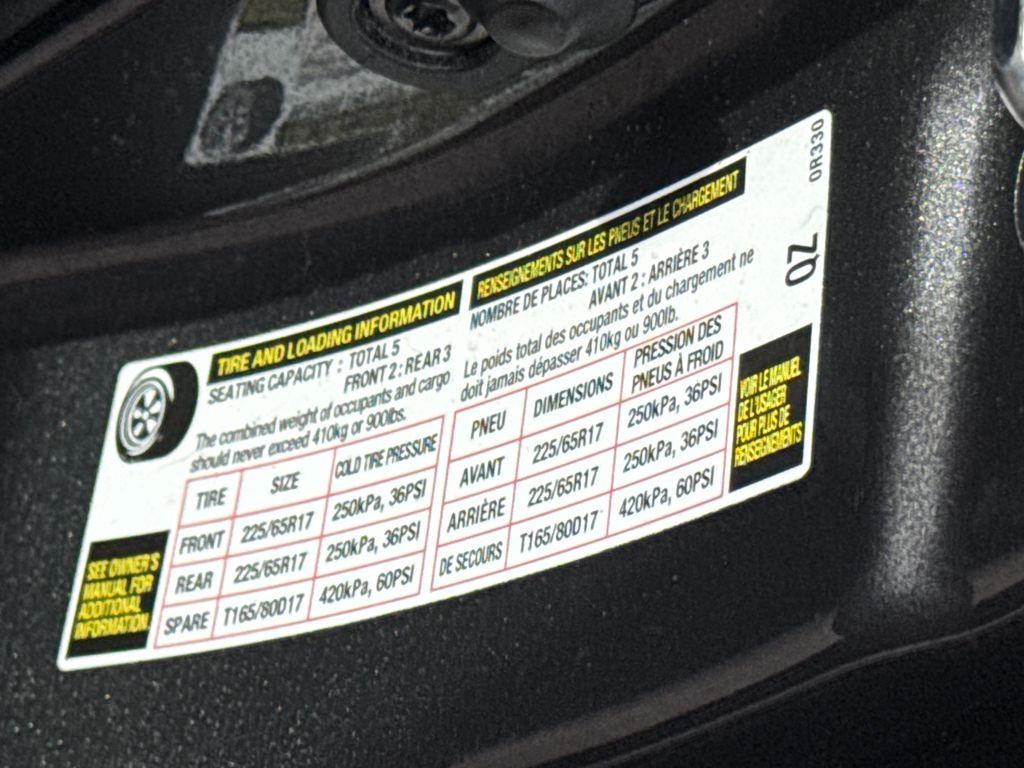 TIRE AND LOADING INFORMATION
SEATING CAPACITY : TOTAL 5
FRONT 2 : REAR 3
The combined weight of occupants and cargo
should never exceed 410kg or 900lbs.
TIRE SIZE COLD TIRE PRESSURE
FRONT 225/65R17 250kPa, 36PSI
REAR 225/65R17 250kPa, 36PSI
SPARE T165/80D17 420kPa, 60PSI
SEE OWNER'S
MANUAL FOR
ADDITIONAL
INFORMATION.
RENSEIGNEMENTS SUR LES PNEUS ET LE CHARGEMENT
NOMBRE DE PLACES: TOTAL 5
AVANT 2 : ARRIÈRE 3
Le poids total des occupants et du chargement ne
doit jamais dépasser 410kg ou 900lb.
PNEU DIMENSIONS PRESSION DES
PNEUS À FROID
AVANT 225/65R17 250kPa, 36PSI
ARRIÈRE 225/65R17 250kPa, 36PSI
DE SECOURS T165/80D17 420kPa, 60PSI
VOIR LE MANUEL
DE L'USAGER
POUR PLUS DE
RENSEIGNEMENTS
QZ 0R330